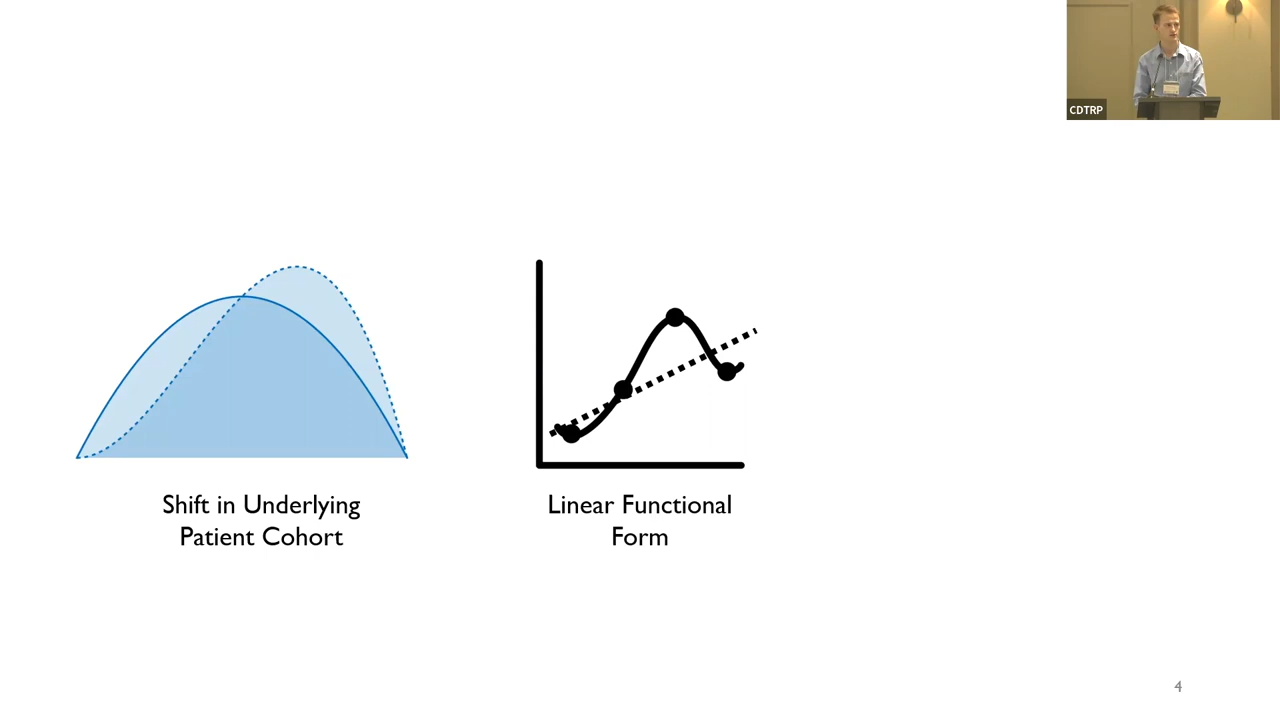 CDTRP
Shift in Underlying
Patient Cohort
Linear Functional
Form
4